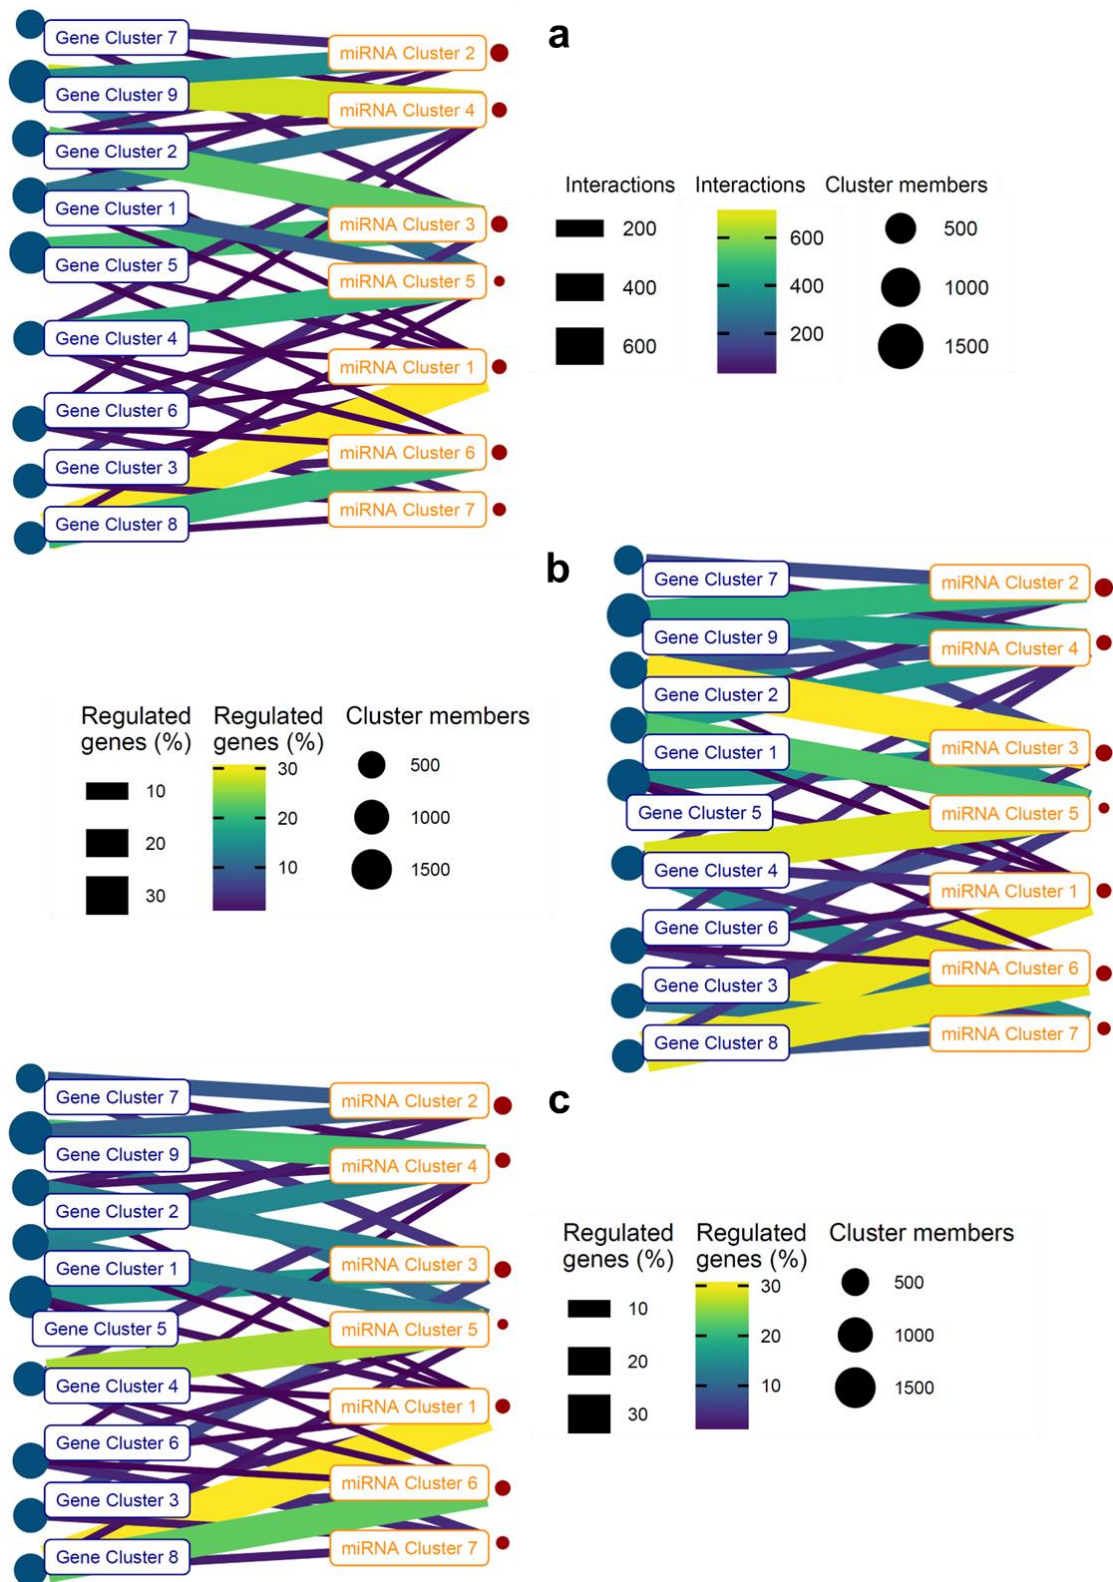 a
Gene Cluster 7
miRNA Cluster 2
Gene Cluster 9
miRNA Cluster 4
Gene Cluster 2
Gene Cluster 1
miRNA Cluster 3
Gene Cluster 5
miRNA Cluster 5
Gene Cluster 4
miRNA Cluster 1
Gene Cluster 6
miRNA Cluster 6
Gene Cluster 3
miRNA Cluster 7
Gene Cluster 8
Interactions Interactions Cluster members
200 600 500
400 400 1000
600 200 1500
b
Gene Cluster 7
miRNA Cluster 2
Gene Cluster 9
miRNA Cluster 4
Gene Cluster 2
miRNA Cluster 3
Gene Cluster 1
Gene Cluster 5
miRNA Cluster 5
Gene Cluster 4
miRNA Cluster 1
Gene Cluster 6
miRNA Cluster 6
Gene Cluster 3
miRNA Cluster 7
Gene Cluster 8
Regulated Regulated Cluster members
genes (%) genes (%)
10 30 500
20 20 1000
30 10 1500
c
Gene Cluster 7
miRNA Cluster 2
Gene Cluster 9
miRNA Cluster 4
Gene Cluster 2
Gene Cluster 1
miRNA Cluster 3
Gene Cluster 5
miRNA Cluster 5
Gene Cluster 4
miRNA Cluster 1
Gene Cluster 6
miRNA Cluster 6
Gene Cluster 3
miRNA Cluster 7
Gene Cluster 8
Regulated Regulated Cluster members
genes (%) genes (%)
10 30 500
20 20 1000
30 10 1500